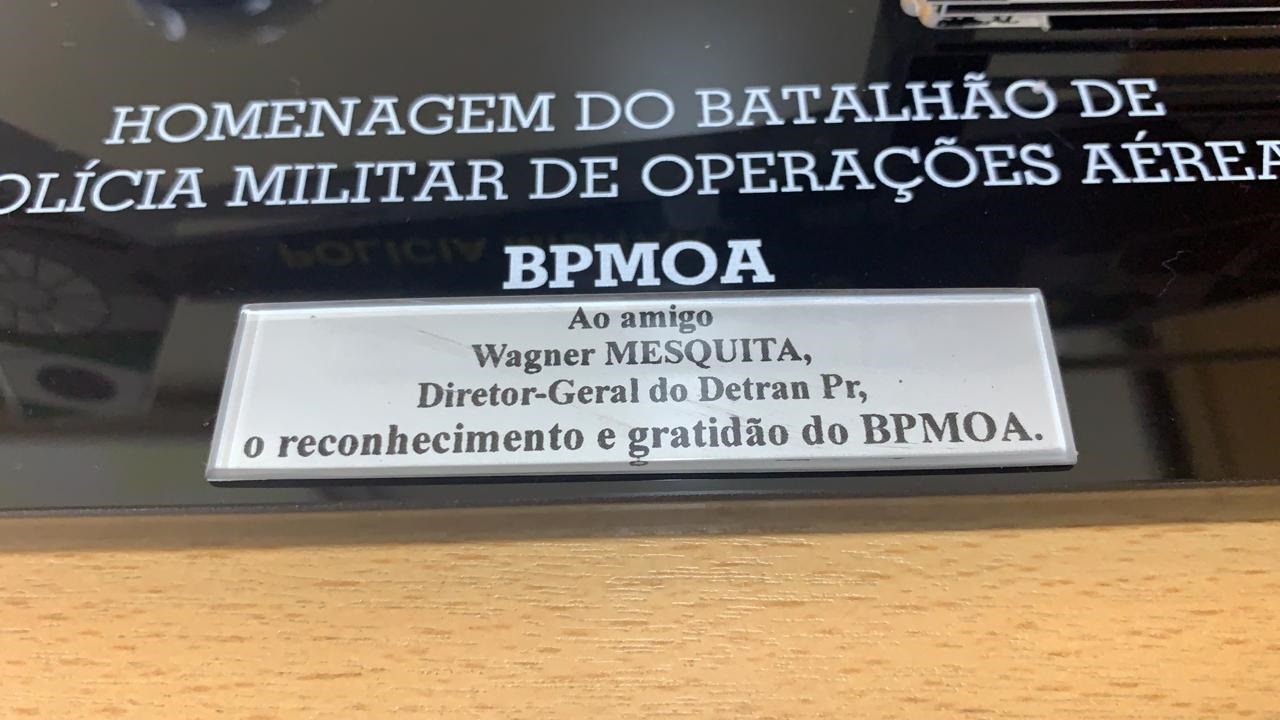 HOMENAGEM DO BATALHÃO DE
OLÍCIA MILITAR DE OPERAÇÕES AÉREA
BPMOA
Ao amigo
Wagner MESQUITA,
Diretor-Geral do Detran Pr,
o reconhecimento e gratidão do BPMOA.